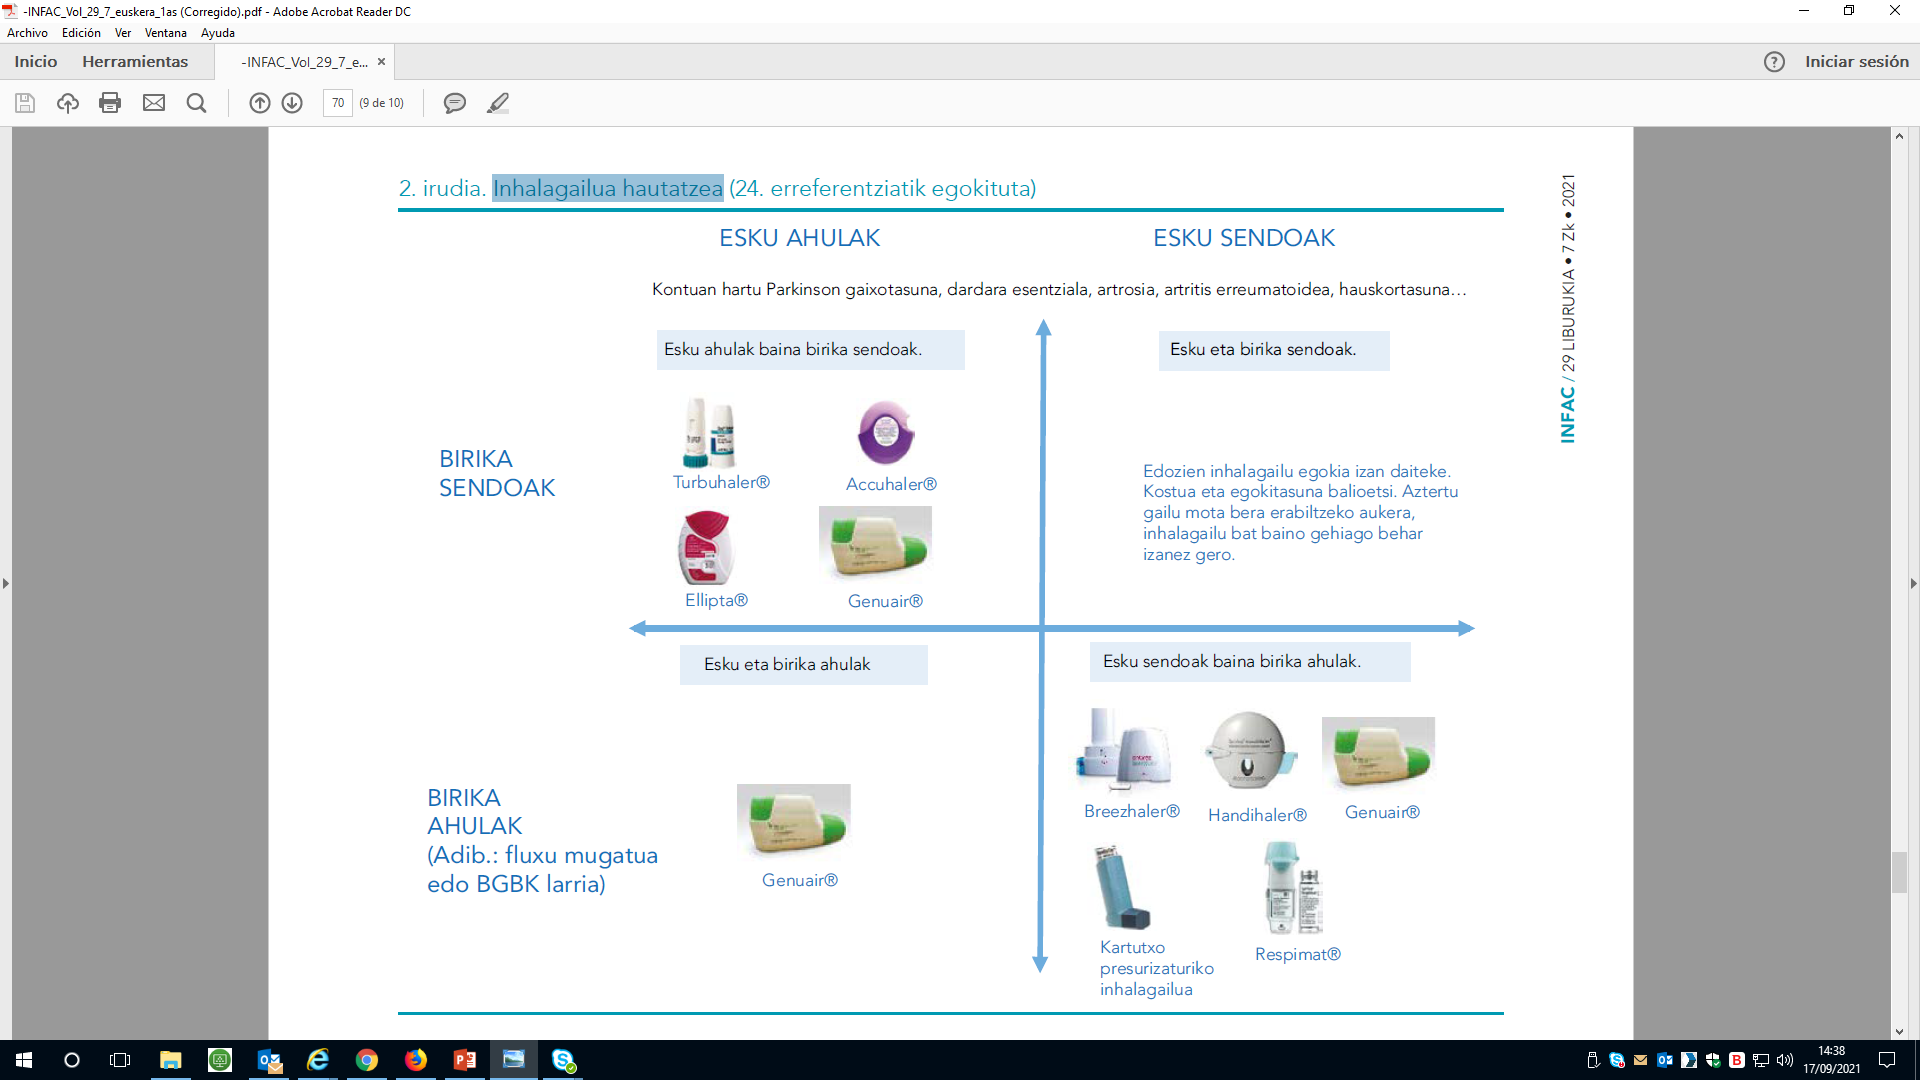 -INFAC_Vol_29_7_euskera_1as (Corregido).pdf - Adobe Acrobat Reader DC
Archivo Edición Ver Ventana Ayuda
Inicio Herramientas -INFAC_Vol_29_7_e... × Iniciar sesión
70 (9 de 10)
2. irudia. Inhalagailua hautatzea (24. erreferentziatik egokituta)
INFAC / 29 LIBURUKIA • 7 Zk • 2021
ESKU AHULAK ESKU SENDOAK
Kontuan hartu Parkinson gaixotasuna, dardara esentziala, artrosia, artritis erreumatoidea, hauskortasuna…
Esku ahulak baina birika sendoak.
Esku eta birika sendoak.
BIRIKA
SENDOAK
Turbuhaler®
Accuhaler®
Ellipta®
Genuair®
Edozien inhalagailu egokia izan daiteke.
Kostua eta egokitasuna balioetsi. Aztertu
gailu mota bera erabiltzeko aukera,
inhalagailu bat baino gehiago behar
izanez gero.
Esku eta birika ahulak
Esku sendoak baina birika ahulak.
BIRIKA
AHULAK
(Adib.: fluxu mugatua
edo BGBK larria)
Genuair®
Breezhaler®
Handihaler®
Genuair®
Kartutxo
presurizaturiko
inhalagailua
Respimat®
14:38
17/09/2021